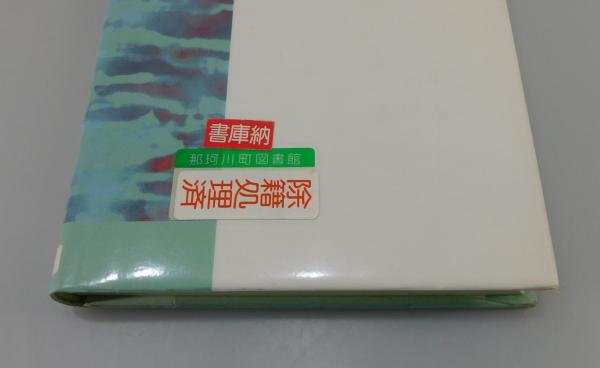 書庫納
那珂川町図書館
除籍処理済